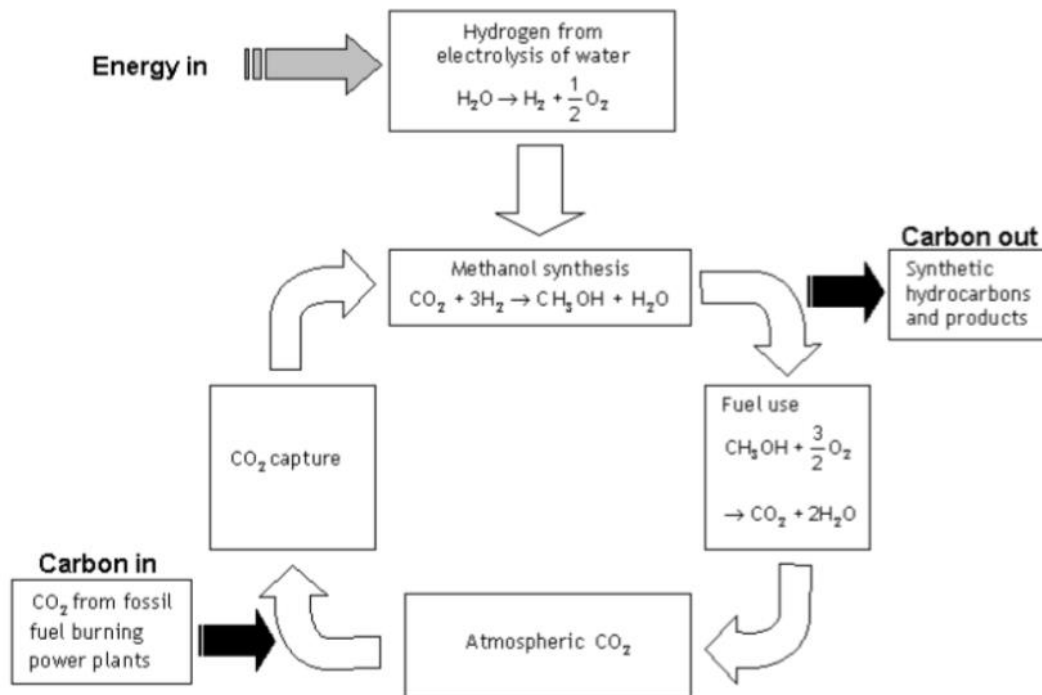 Energy in
Hydrogen from
electrolysis of water
H₂O → H₂ + 1/2 O₂
Methanol synthesis
CO₂ + 3H₂ → CH₃OH + H₂O
Carbon out
Synthetic
hydrocarbons
and products
Fuel use
CH₃OH + 3/2 O₂
→ CO₂ + 2H₂O
CO₂ capture
Carbon in
CO₂ from fossil
fuel burning
power plants
Atmospheric CO₂